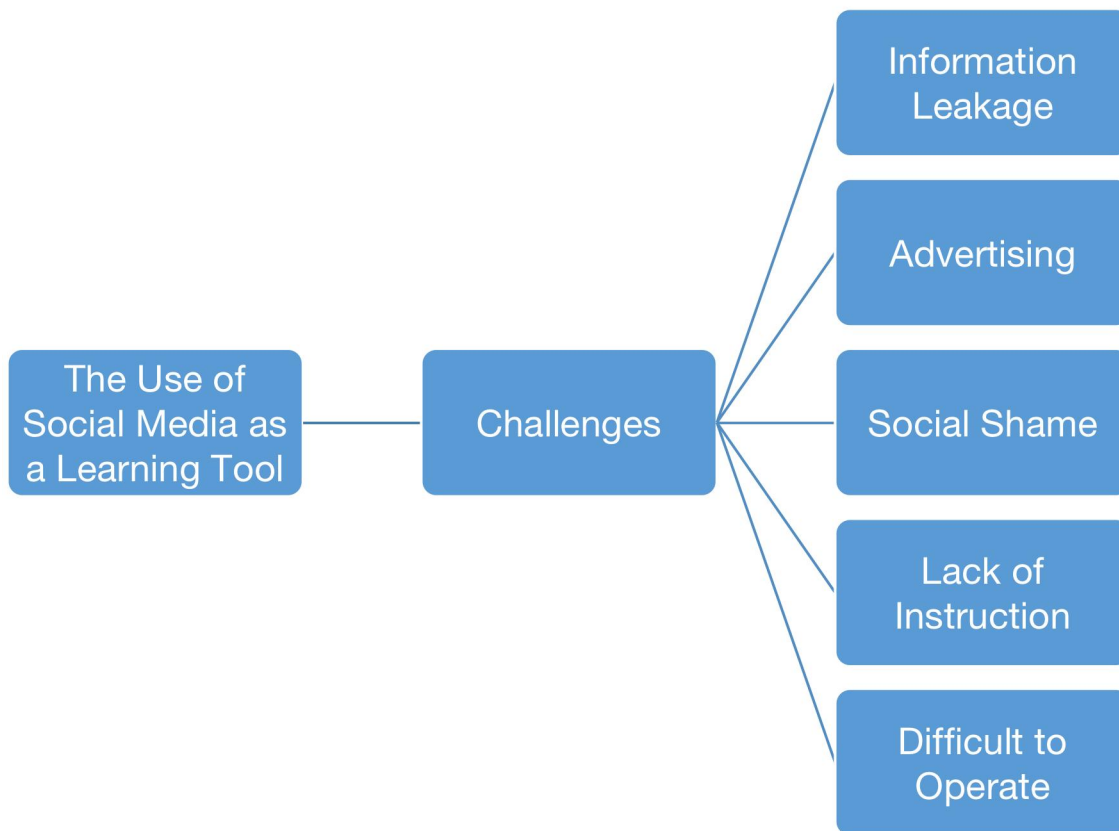 The Use of
Social Media as
a Learning Tool
Challenges
Information
Leakage
Advertising
Social Shame
Lack of
Instruction
Difficult to
Operate